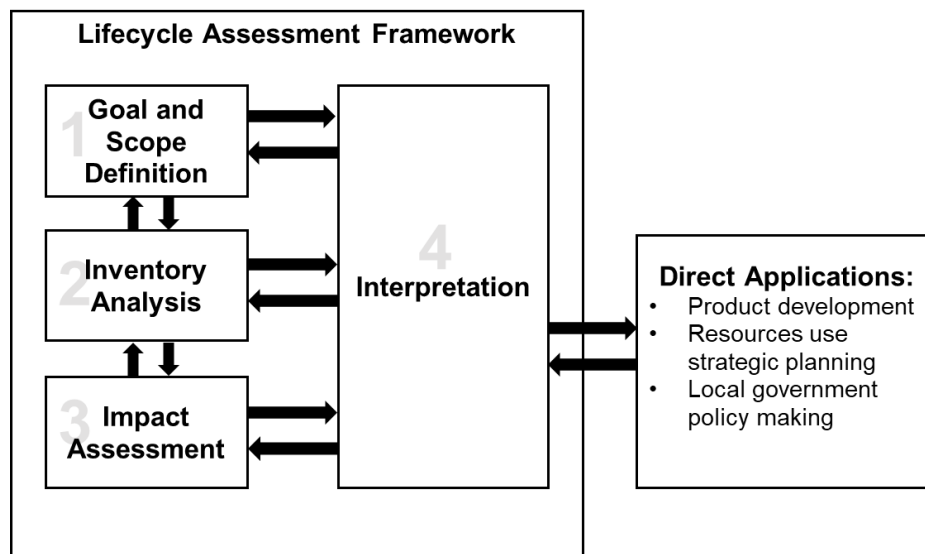 Lifecycle Assessment Framework
1
Goal and
Scope
Definition
2
Inventory
Analysis
3
Impact
Assessment
4
Interpretation
Direct Applications:
• Product development
• Resources use
strategic planning
• Local government
policy making